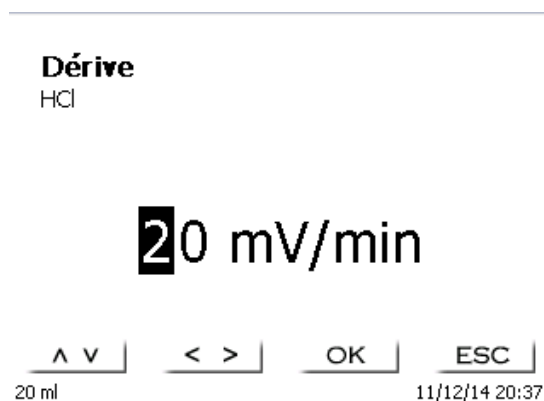 Dérive
HCl
20 mV/min
∧ ∨ < > OK ESC
20 ml 11/12/14 20:37